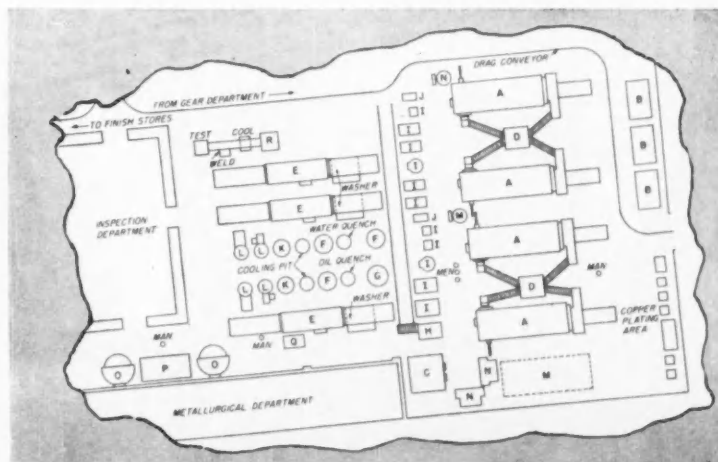 DRAG CONVEYOR
FROM GEAR DEPARTMENT
TO FINISH STORES
N
A
B
TEST
COOL
R
J
I
WELD
I
I
D
B
E
I
WASHER
I
A
B
E
I
INSPECTION
DEPARTMENT
WATER QUENCH
J
M
L
L
K
F
F
I
I
A
COOLING PIT
OIL QUENCH
I
MEN
MAN
L
L
K
F
G
I
D
WASHER
I
A
COPPER
PLATING
AREA
E
H
MAN
MAN
Q
O
P
O
C
N
M
N
METALLURGICAL DEPARTMENT